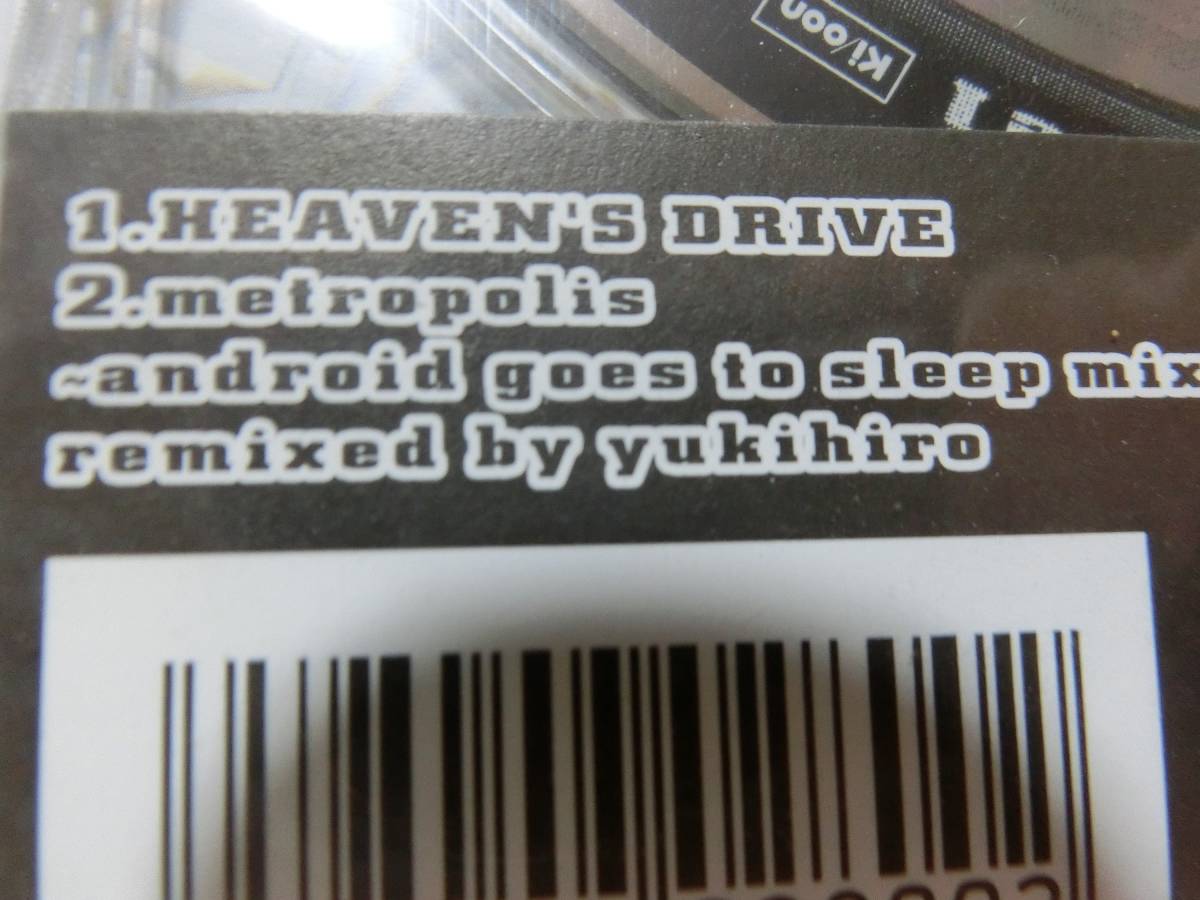 Ki/oon
1.HEAVEN'S DRIVE
2.metropolis
~android goes to sleep mix
remixed by yukihiro